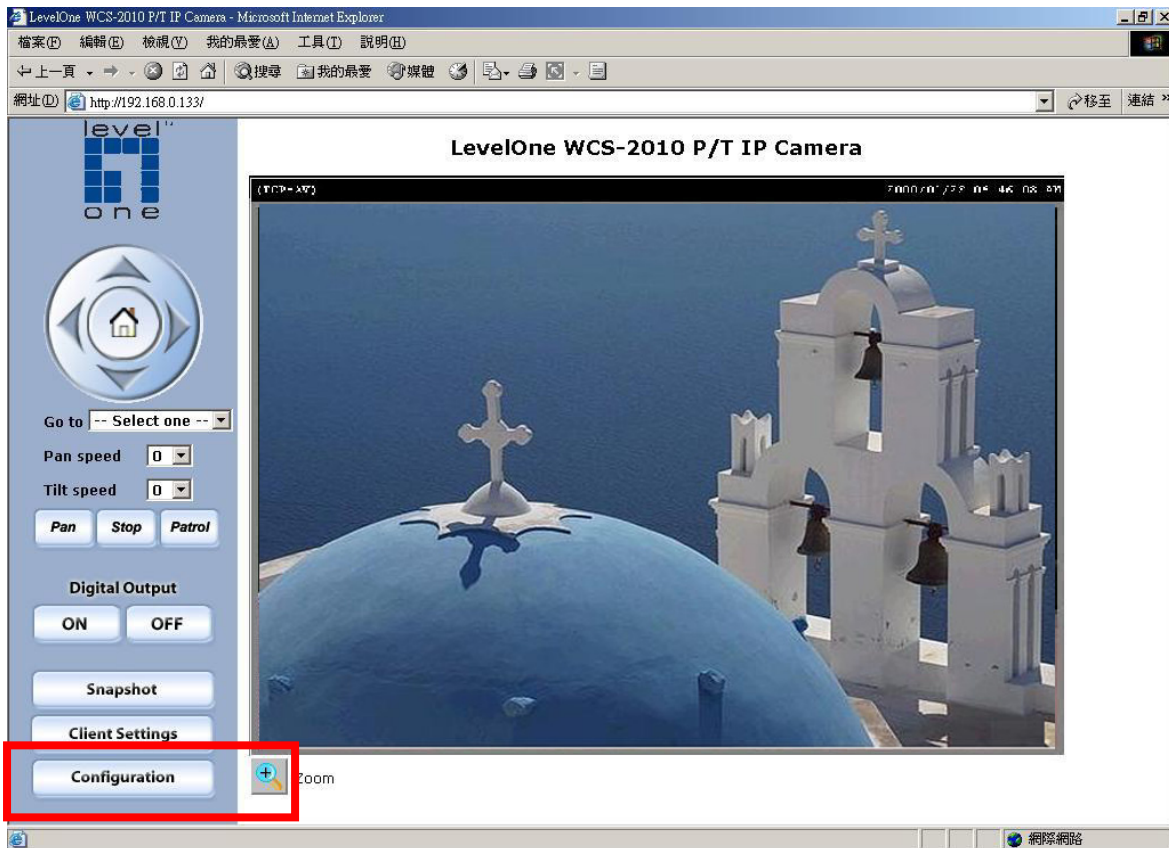 LevelOne WCS-2010 P/T IP Camera - Microsoft Internet Explorer
檔案(F) 編輯(E) 檢視(V) 我的最愛(A) 工具(T) 說明(H)
上一頁 搜尋 我的最愛 媒體
網址(D) http://192.168.0.133/ 移至 連結 »
level
one
LevelOne WCS-2010 P/T IP Camera
(TCP-AV)
Go to -- Select one --
Pan speed 0
Tilt speed 0
Pan Stop Patrol
Digital Output
ON OFF
Snapshot
Client Settings
Configuration
Zoom
網際網路